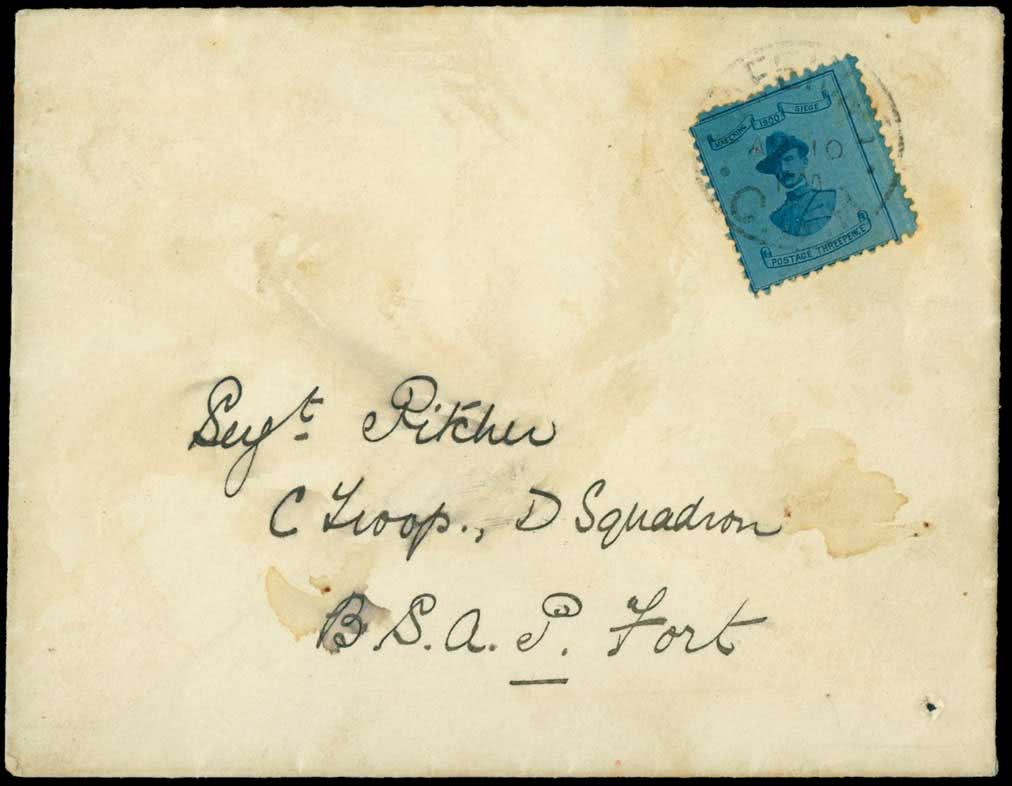 MAFEKING 1900 SIEGE
POSTAGE THREEPENCE
Sergt Pitcher
C Troop., D Squadron
B.S.A.P. Fort